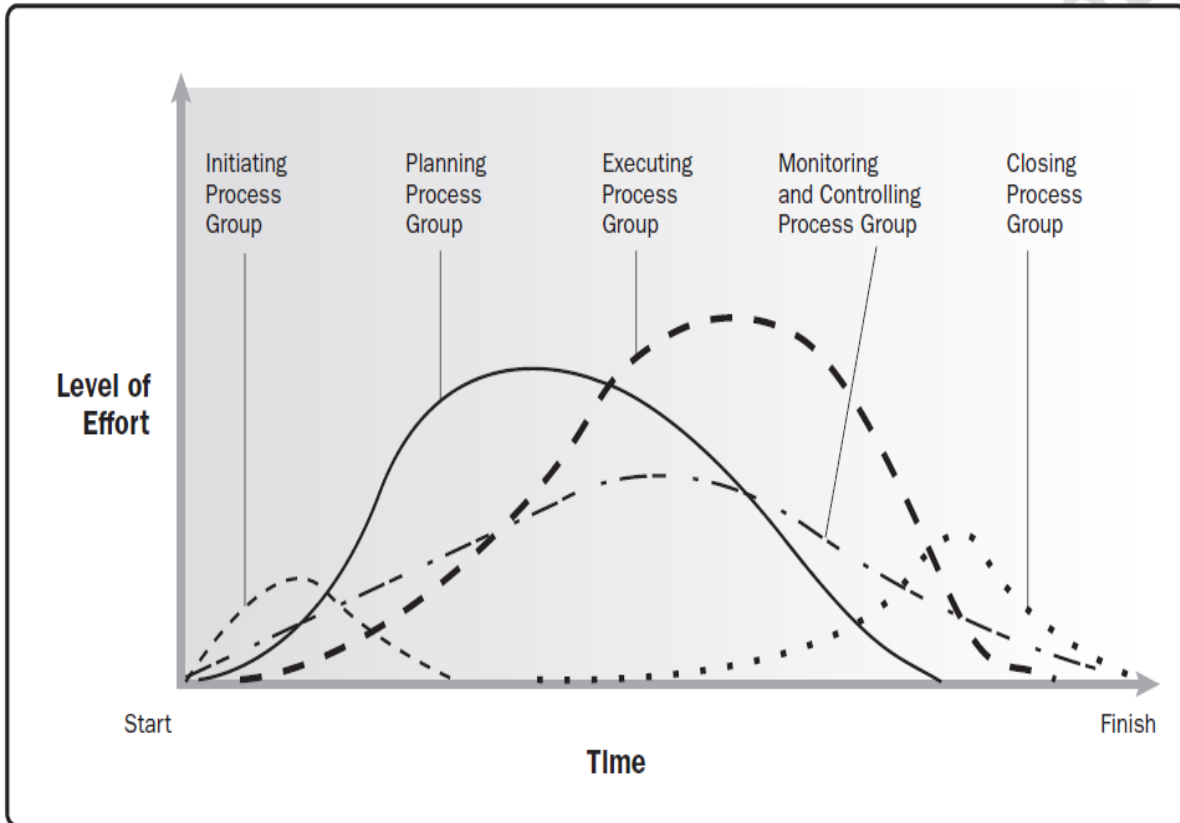 Initiating
Process
Group
Planning
Process
Group
Executing
Process
Group
Monitoring
and Controlling
Process Group
Closing
Process
Group
Level of
Effort
Start
Finish
TIme